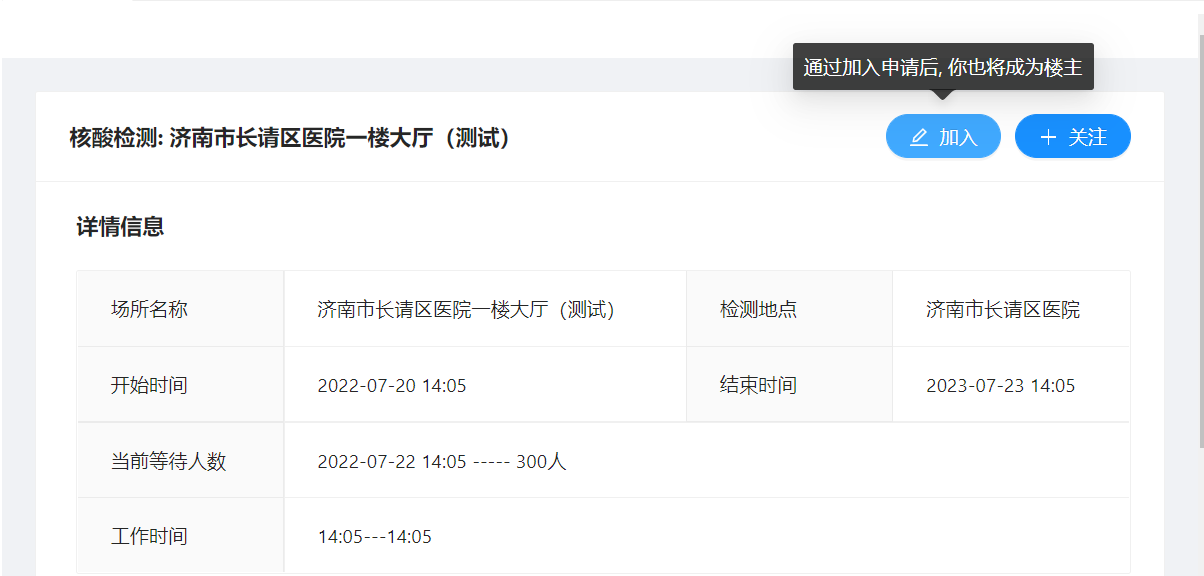 通过加入申请后, 你也将成为楼主
核酸检测: 济南市长请区医院一楼大厅（测试） 加入 关注
详情信息
场所名称 济南市长请区医院一楼大厅（测试） 检测地点 济南市长请区医院
开始时间 2022-07-20 14:05 结束时间 2023-07-23 14:05
当前等待人数 2022-07-22 14:05 ----- 300人
工作时间 14:05---14:05